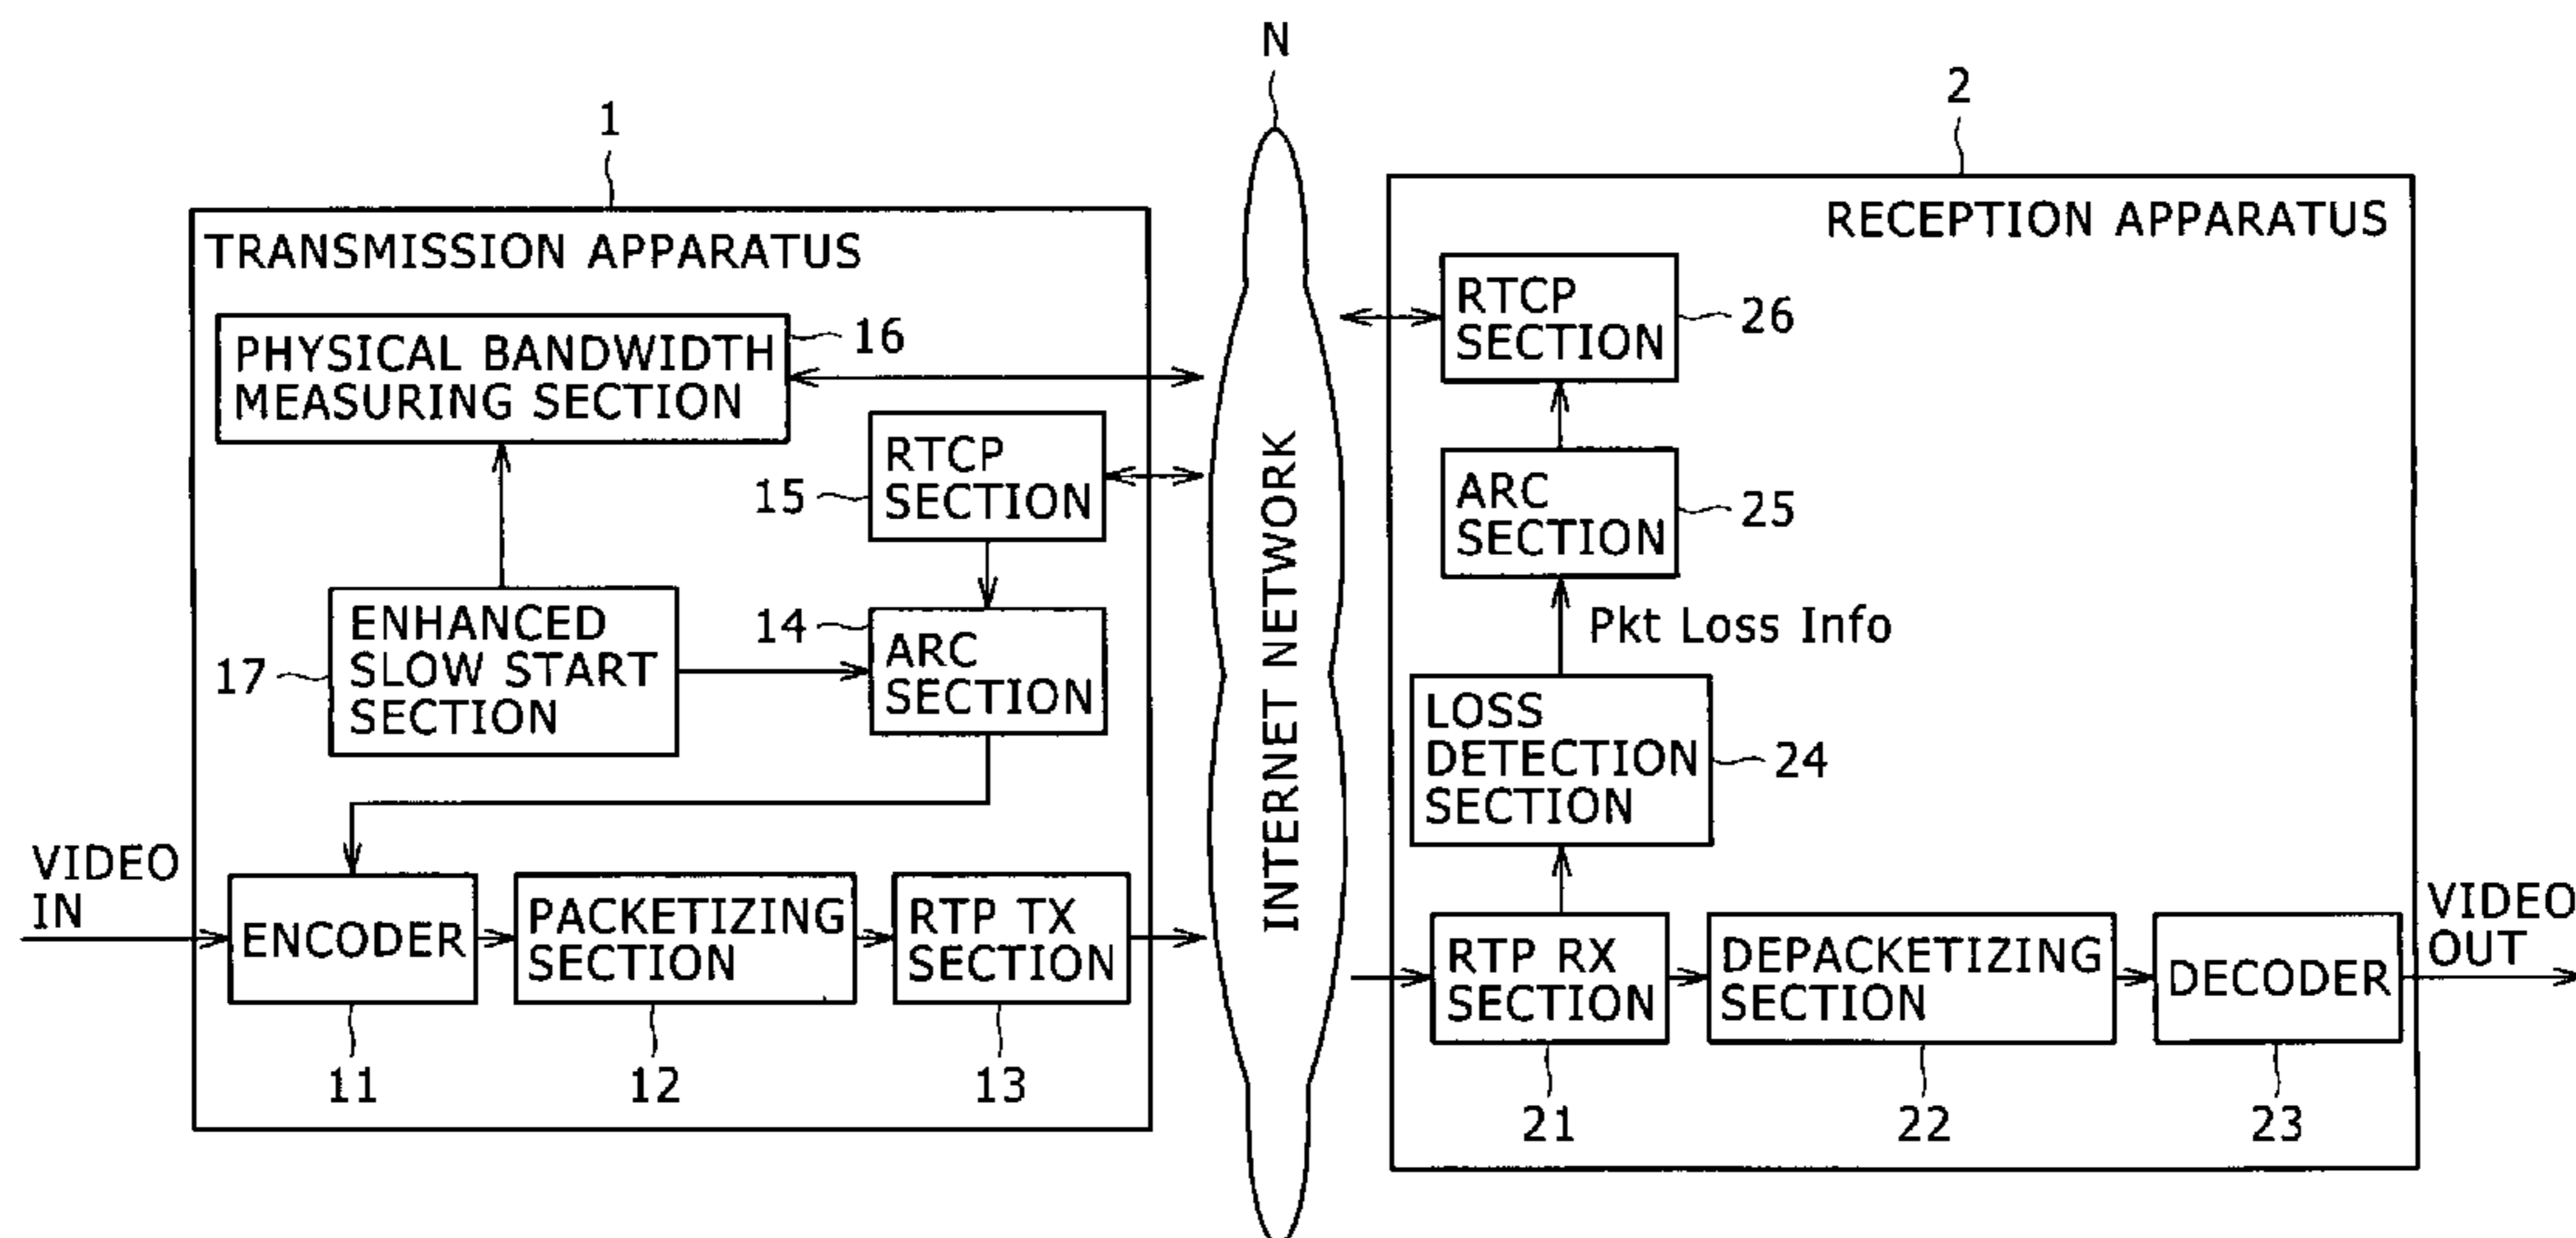 N
1
2
TRANSMISSION APPARATUS
RECEPTION APPARATUS
PHYSICAL BANDWIDTH
MEASURING SECTION
16
RTCP
SECTION
15
ENHANCED
SLOW START
SECTION
17
14
ARC
SECTION
VIDEO
IN
ENCODER
11
PACKETIZING
SECTION
12
RTP TX
SECTION
13
INTERNET NETWORK
RTCP
SECTION
26
ARC
SECTION
25
Pkt Loss Info
LOSS
DETECTION
SECTION
24
RTP RX
SECTION
21
DEPACKETIZING
SECTION
22
DECODER
23
VIDEO
OUT